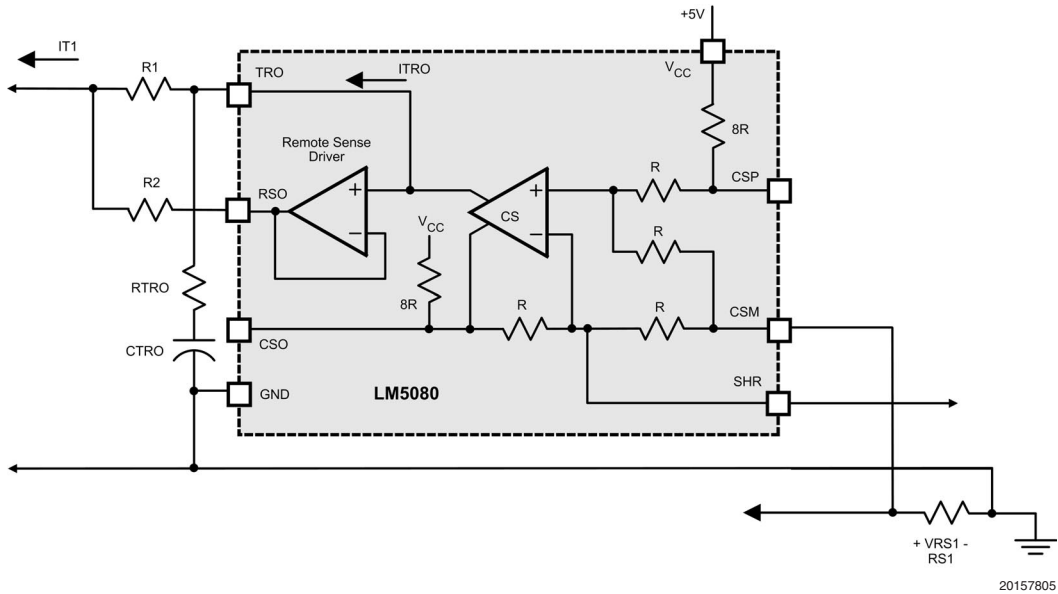 +5V
IT1
R1
TRO
ITRO
VCC
8R
Remote Sense
Driver
R
CSP
R2
RSO
+
−
VCC
CS
+
−
R
RTRO
8R
R
R
CSM
CTRO
CSO
GND
LM5080
SHR
+ VRS1 -
RS1
20157805